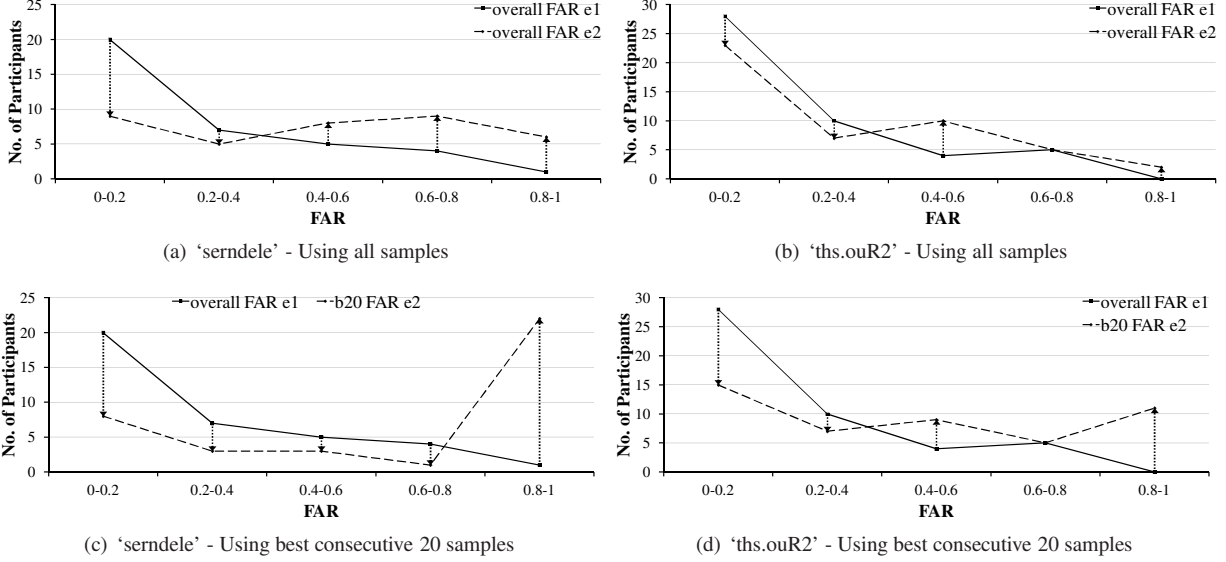 overall FAR e1
overall FAR e2
25
20
15
10
5
0
No. of Participants
0-0.2 0.2-0.4 0.4-0.6 0.6-0.8 0.8-1
FAR
(a) ‘serndele’ - Using all samples
overall FAR e1
overall FAR e2
30
25
20
15
10
5
0
No. of Participants
0-0.2 0.2-0.4 0.4-0.6 0.6-0.8 0.8-1
FAR
(b) ‘ths.ouR2’ - Using all samples
overall FAR e1 b20 FAR e2
25
20
15
10
5
0
No. of Participants
0-0.2 0.2-0.4 0.4-0.6 0.6-0.8 0.8-1
FAR
(c) ‘serndele’ - Using best consecutive 20 samples
overall FAR e1
b20 FAR e2
30
25
20
15
10
5
0
No. of Participants
0-0.2 0.2-0.4 0.4-0.6 0.6-0.8 0.8-1
FAR
(d) ‘ths.ouR2’ - Using best consecutive 20 samples